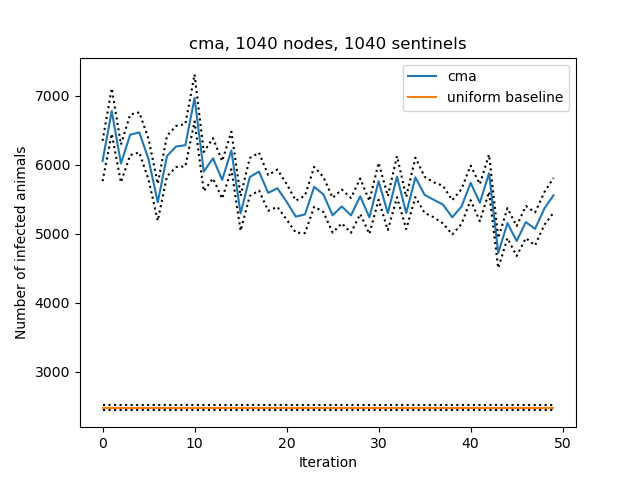 cma, 1040 nodes, 1040 sentinels
cma
uniform baseline
7000
6000
5000
4000
3000
Number of infected animals
0 10 20 30 40 50
Iteration